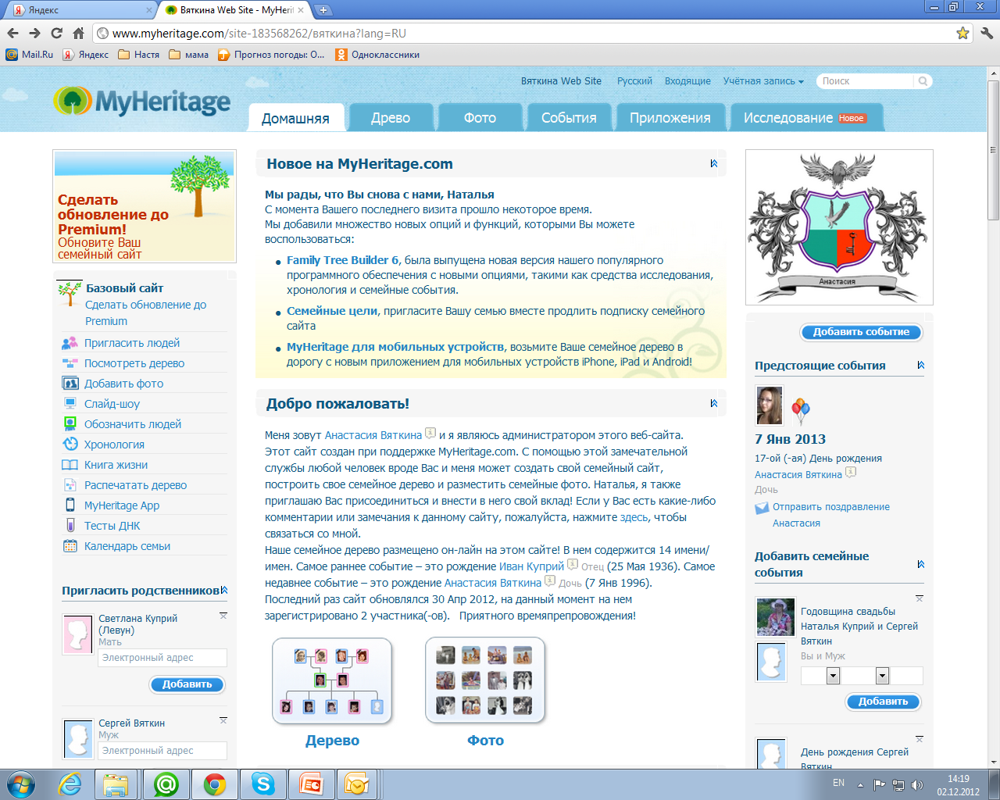 Яндекс
Вяткина Web Site - MyHerit
www.myheritage.com/site-183568262/вяткина?lang=RU
Mail.Ru
Яндекс
Настя
мама
Прогноз погоды: О...
Одноклассники
Вяткина Web Site
Русский
Входящие
Учётная запись
Поиск
MyHeritage
Домашняя
Древо
Фото
События
Приложения
Исследование Новое
Сделать
обновление до
Premium!
Обновите Ваш
семейный сайт
Базовый сайт
Сделать обновление до
Premium
Пригласить людей
Посмотреть дерево
Добавить фото
Слайд-шоу
Обозначить людей
Хронология
Книга жизни
Распечатать дерево
MyHeritage App
Тесты ДНК
Календарь семьи
Пригласить родственников
Светлана Куприй
(Левун)
Мать
Электронный адрес
Добавить
Сергей Вяткин
Муж
Электронный адрес
Новое на MyHeritage.com
Мы рады, что Вы снова с нами, Наталья
С момента Вашего последнего визита прошло некоторое время.
Мы добавили множество новых опций и функций, которыми Вы можете
воспользоваться:
Family Tree Builder 6, была выпущена новая версия нашего популярного
программного обеспечения с новыми опциями, такими как средства исследования,
хронология и семейные события.
Семейные цели, пригласите Вашу семью вместе продлить подписку семейного
сайта
MyHeritage для мобильных устройств, возьмите Ваше семейное дерево в
дорогу с новым приложением для мобильных устройств iPhone, iPad и Android!
Добро пожаловать!
Меня зовут Анастасия Вяткина и я являюсь администратором этого веб-сайта.
Этот сайт создан при поддержке MyHeritage.com. С помощью этой замечательной
службы любой человек вроде Вас и меня может создать свой семейный сайт,
построить свое семейное дерево и разместить семейные фото. Наталья, я также
приглашаю Вас присоединиться и внести в него свой вклад! Если у Вас есть какие-либо
комментарии или замечания к данному сайту, пожалуйста, нажмите здесь, чтобы
связаться со мной.
Наше семейное дерево размещено он-лайн на этом сайте! В нем содержится 14 имени/
имен. Самое раннее событие – это рождение Иван Куприй Отец (25 Мая 1936). Самое
недавнее событие – это рождение Анастасия Вяткина Дочь (7 Янв 1996).
Последний раз сайт обновлялся 30 Апр 2012, на данный момент на нем
зарегистрировано 2 участника(-ов). Приятного времяпрепровождения!
Дерево
Фото
Анастасия
Добавить событие
Предстоящие события
7 Янв 2013
17-ой (-ая) День рождения
Анастасия Вяткина
Дочь
Отправить поздравление
Анастасия
Добавить семейные
события
Годовщина свадьбы
Наталья Куприй и Сергей
Вяткин
Вы и Муж
Добавить
День рождения Сергей
Вяткин
EN
14:19
02.12.2012